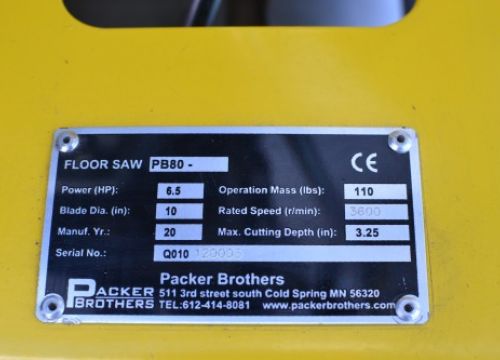 FLOOR SAW PB80 - CE
Power (HP): 6.5 Operation Mass (lbs): 110
Blade Dia. (in): 10 Rated Speed (r/min): 3600
Manuf. Yr.: 20 Max. Cutting Depth (in): 3.25
Serial No.: Q010
PACKER BROTHERS
Packer Brothers
511 3rd street south Cold Spring MN 56320
TEL:612-414-8081 www.packerbrothers.com